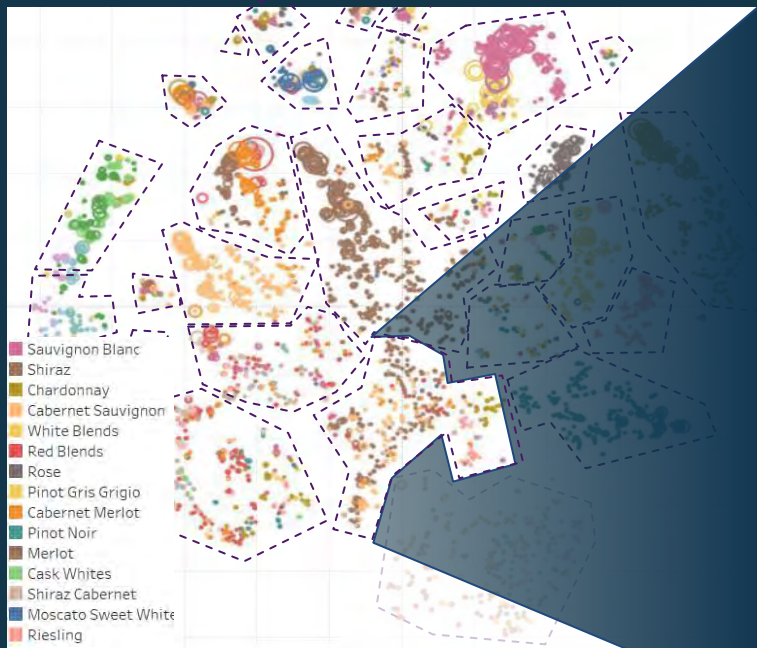 Sauvignon Blanc
Shiraz
Chardonnay
Cabernet Sauvignon
White Blends
Red Blends
Rose
Pinot Gris Grigio
Cabernet Merlot
Pinot Noir
Merlot
Cask Whites
Shiraz Cabernet
Moscato Sweet White
Riesling